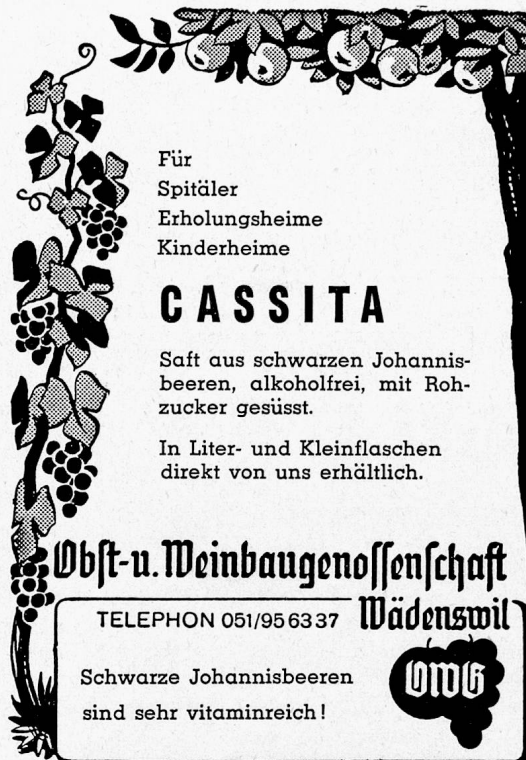 Für
Spitäler
Erholungsheime
Kinderheime
CASSITA
Saft aus schwarzen Johannis-
beeren, alkoholfrei, mit Roh-
zucker gesüsst.
In Liter- und Kleinflaschen
direkt von uns erhältlich.
Obſt-u. Weinbaugenoſſenſchaft
Wädenswil
TELEPHON 051/95 63 37
OWG
Schwarze Johannisbeeren
sind sehr vitaminreich!